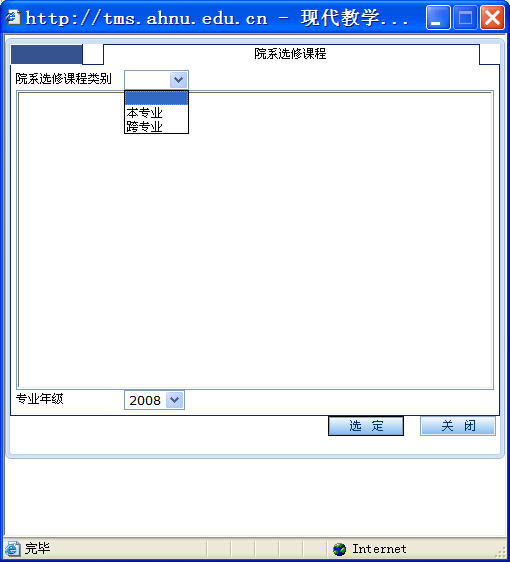 http://tms.ahnu.edu.cn - 现代教学...
院系选修课程
院系选修课程类别
本专业
跨专业
专业年级
2008
选 定
关 闭
完毕
Internet